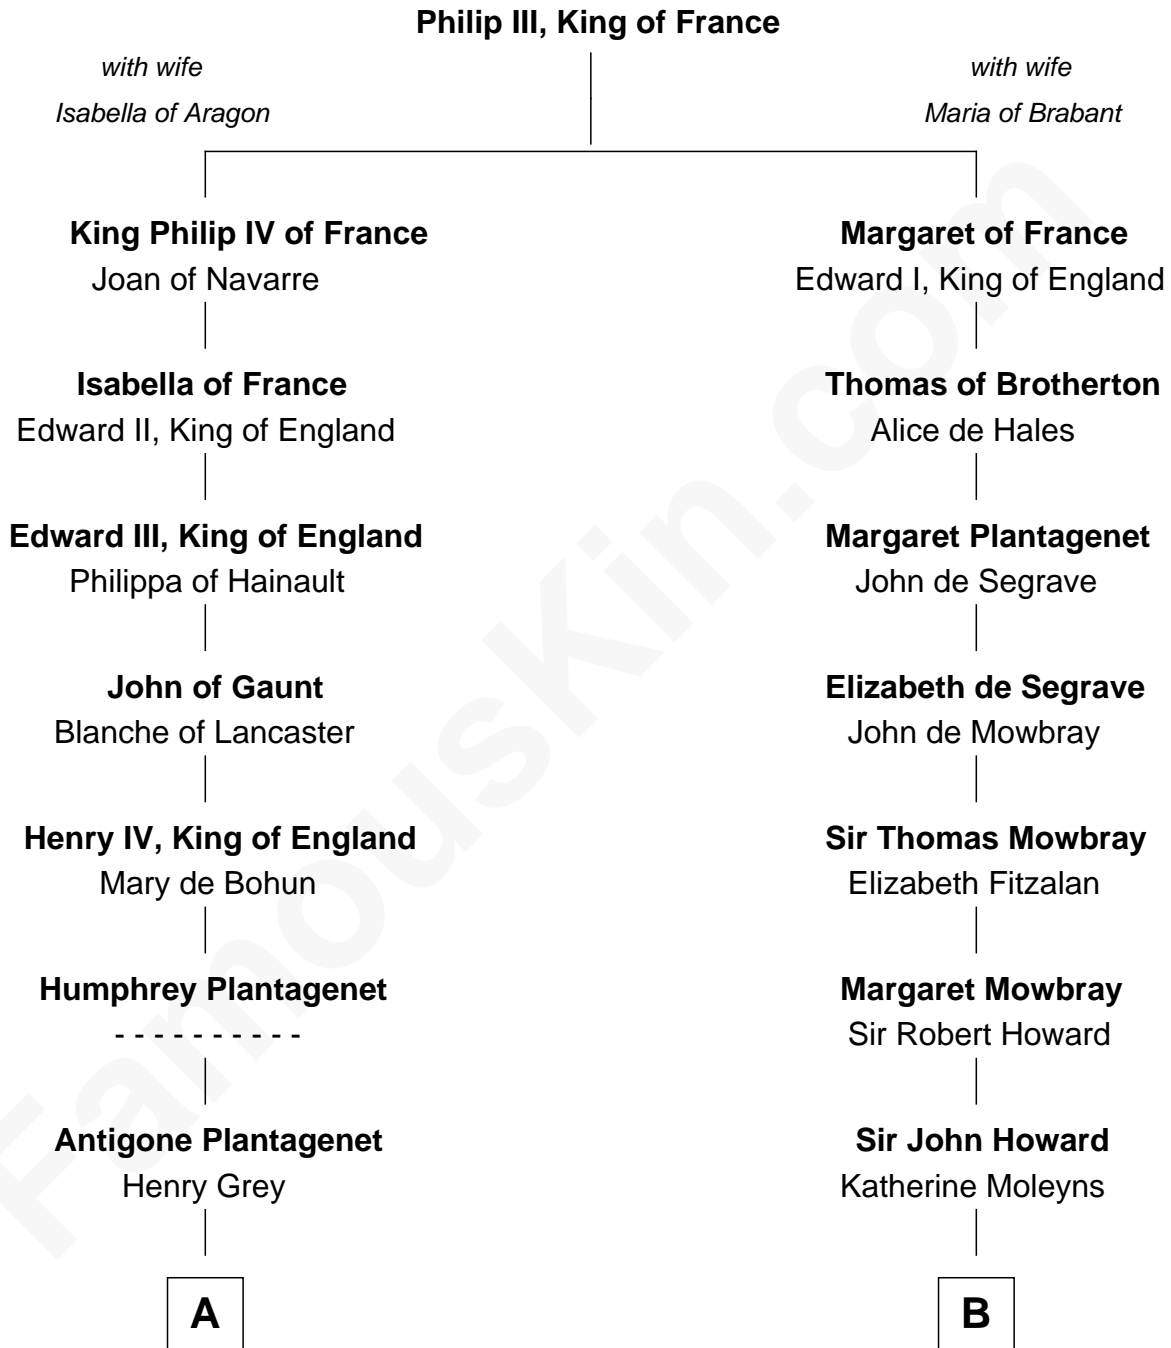 Philip III, King of France
with wife
Isabella of Aragon
with wife
Maria of Brabant
King Philip IV of France
Joan of Navarre
Margaret of France
Edward I, King of England
Isabella of France
Edward II, King of England
Thomas of Brotherton
Alice de Hales
Edward III, King of England
Philippa of Hainault
Margaret Plantagenet
John de Segrave
John of Gaunt
Blanche of Lancaster
Elizabeth de Segrave
John de Mowbray
Henry IV, King of England
Mary de Bohun
Sir Thomas Mowbray
Elizabeth Fitzalan
Humphrey Plantagenet
- - - - - - - - - -
Margaret Mowbray
Sir Robert Howard
Antigone Plantagenet
Henry Grey
Sir John Howard
Katherine Moleyns
A
B
FamousKin.com